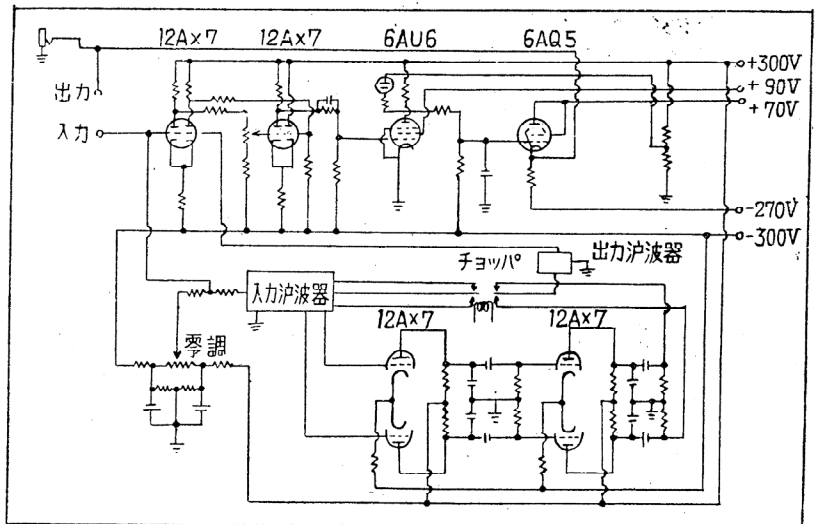 12A×7
12A×7
6AU6
6AQ5
+300V
+90V
+70V
出力
入力
-270V
-300V
チョッパ
出力沪波器
入力沪波器
12A×7
12A×7
零調